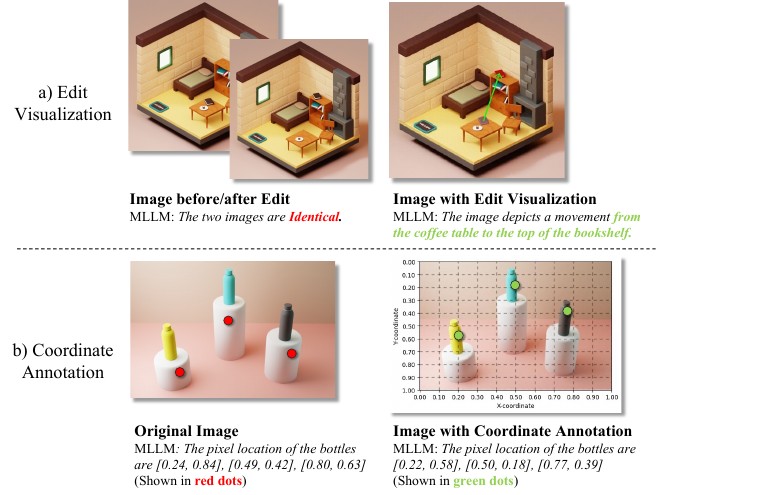 a) Edit
Visualization
Image before/after Edit
MLLM: The two images are Identical.
Image with Edit Visualization
MLLM: The image depicts a movement from
the coffee table to the top of the bookshelf.
b) Coordinate
Annotation
Original Image
MLLM: The pixel location of the bottles
are [0.24, 0.84], [0.49, 0.42], [0.80, 0.63]
(Shown in red dots)
0.00
0.10
0.20
0.30
0.40
0.50
0.60
0.70
0.80
0.90
1.00
Y-coordinate
0.00 0.10 0.20 0.30 0.40 0.50 0.60 0.70 0.80 0.90 1.00
X-coordinate
Image with Coordinate Annotation
MLLM: The pixel location of the bottles are
[0.22, 0.58], [0.50, 0.18], [0.77, 0.39]
(Shown in green dots)